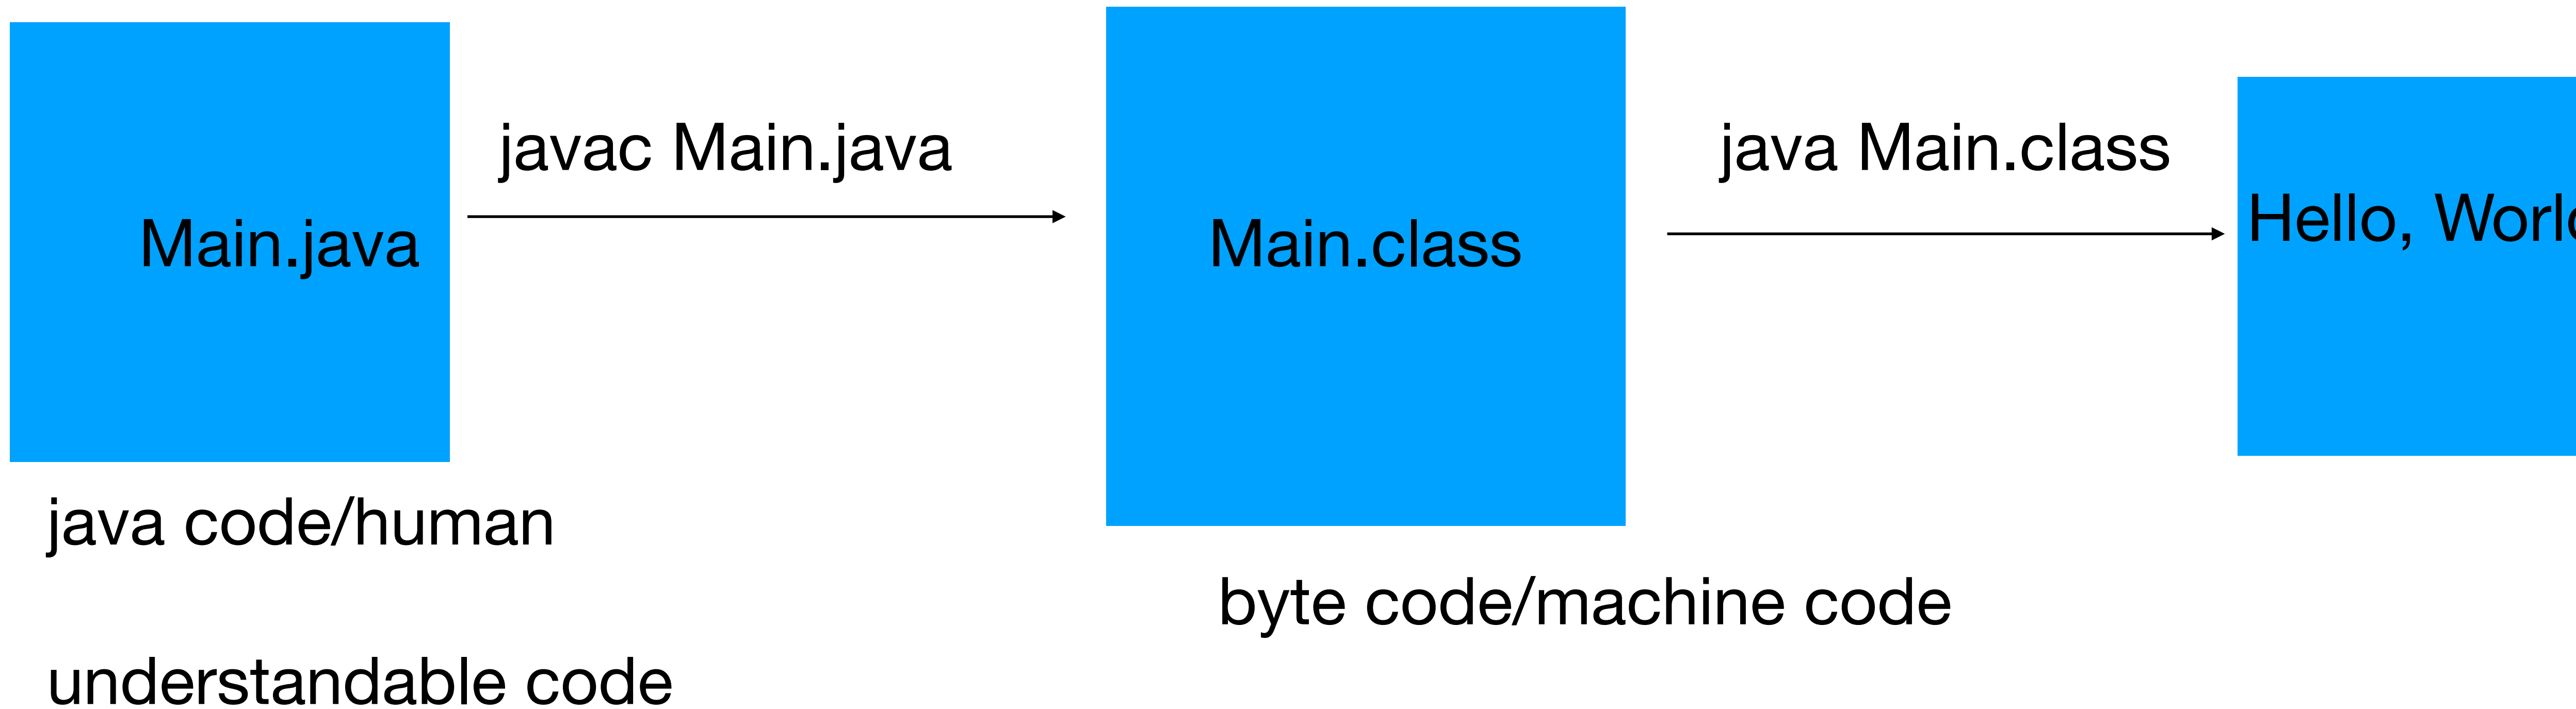 javac Main.java
java Main.class
Main.java
Main.class
Hello, Worl
java code/human
understandable code
byte code/machine code